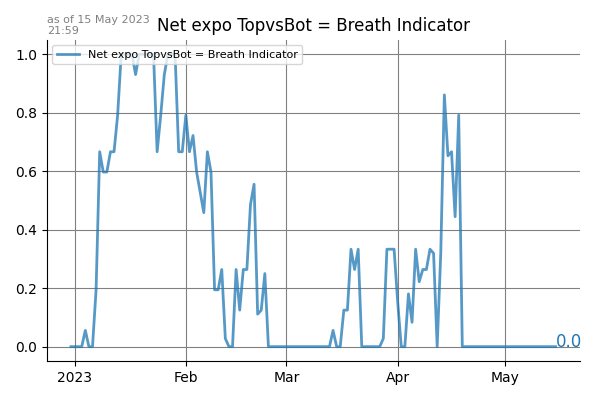 as of 15 May 2023
21:59
Net expo TopvsBot = Breath Indicator
Net expo TopvsBot = Breath Indicator
1.0
0.8
0.6
0.4
0.2
0.0
0.0
2023 Feb Mar Apr May